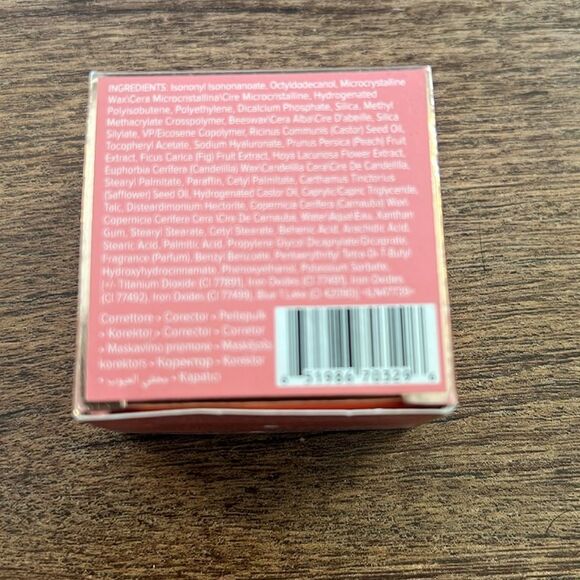 INGREDIENTS: Isononyl Isononanoate, Octyldodecanol, Microcrystalline
Wax\Cera Microcristallina\Cire Microcristalline, Hydrogenated
Polyisobutene, Polyethylene, Dicalcium Phosphate, Silica, Methyl
Methacrylate Crosspolymer, Beeswax\Cera Alba\Cire D'abeille, Silica
Silylate, VP/Eicosene Copolymer, Ricinus Communis (Castor) Seed Oil,
Tocopheryl Acetate, Sodium Hyaluronate, Prunus Persica (Peach) Fruit
Extract, Ficus Carica (Fig) Fruit Extract, Hoya Lacunosa Flower Extract,
Euphorbia Cerifera (Candelilla) Wax\Candelilla Cera\Cire De Candelilla,
Stearyl Palmitate, Paraffin, Cetyl Palmitate, Carthamus Tinctorius
(Safflower) Seed Oil, Hydrogenated Castor Oil, Caprylic\Capric Triglyceride,
Talc, Disteardimonium Hectorite, Copernicia Cerifera (Carnauba) Wax\
Copernicia Cerifera Cera \Cire De Carnauba, Water\Aqua\Eau, Xanthan
Gum, Stearyl Stearate, Cetyl Stearate, Behenic Acid, Arachidic Acid,
Stearic Acid, Palmitic Acid, Propylene Glycol Dicaprylate\Dicaprate,
Fragrance (Parfum), Benzyl Benzoate, Pentaerythrityl Tetra Di T Butyl
Hydroxyhydrocinnamate, Phenoxyethanol, Potassium Sorbate,
+/- Titanium Dioxide (CI 77891), Iron Oxides (CI 77491), Iron Oxides
(CI 77492), Iron Oxides (CI 77499), Blue 1 Lake (CI 42090)
Correttore • Corector • Peitepulk
• Korektor • Corrector • Corretor
• Maskavimo priemonė • Maskējošs
korektors • Коректор • Korektor
• مخفي العيوب • Karatıcı
51986 70329